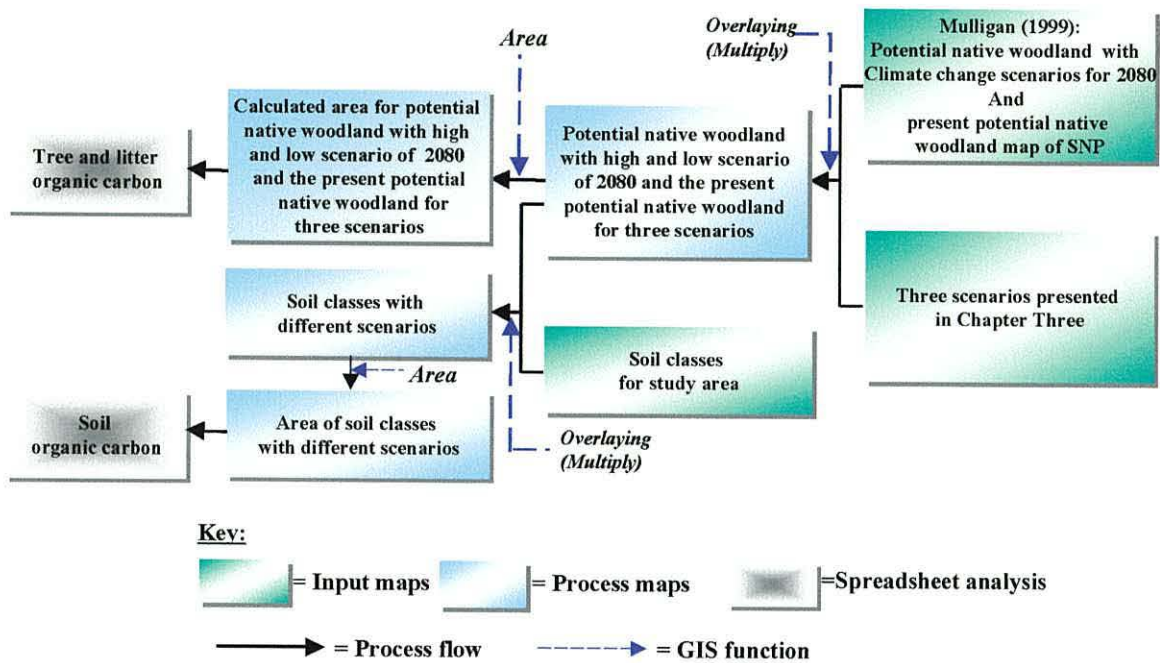 Mulligan (1999):
Potential native woodland with
Climate change scenarios for 2080
And
present potential native
woodland map of SNP
Three scenarios presented
in Chapter Three
Overlaying
(Multiply)
Potential native woodland
with high and low scenario
of 2080 and the present
potential native woodland
for three scenarios
Area
Calculated area for potential
native woodland with high
and low scenario of 2080
and the present potential
native woodland for
three scenarios
Tree and litter
organic carbon
Soil classes
for study area
Overlaying
(Multiply)
Soil classes with
different scenarios
Area
Area of soil classes
with different scenarios
Soil
organic carbon
Key:
= Input maps
= Process maps
=Spreadsheet analysis
= Process flow
= GIS function